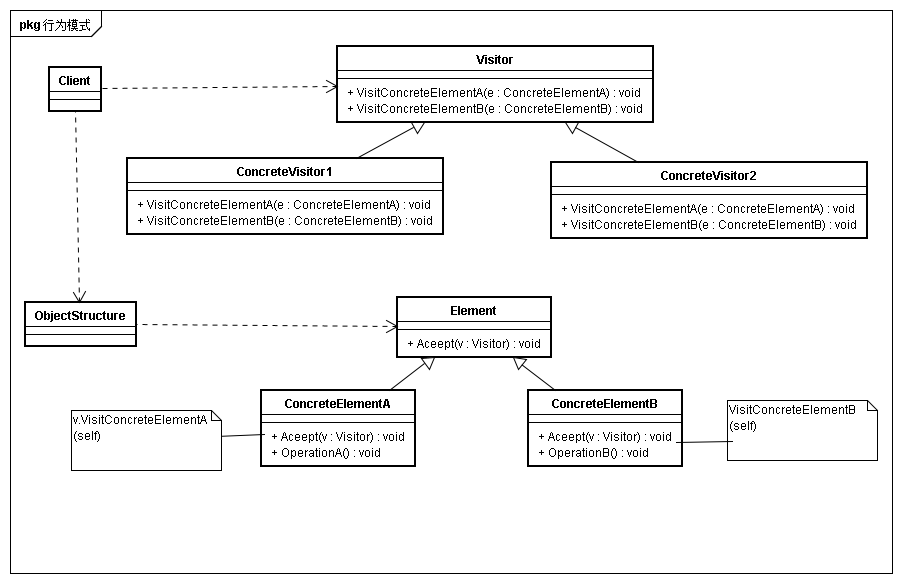 pkg 行为模式
Visitor
+ VisitConcreteElementA(e : ConcreteElementA) : void
+ VisitConcreteElementB(e : ConcreteElementB) : void
Client
ConcreteVisitor1
+ VisitConcreteElementA(e : ConcreteElementA) : void
+ VisitConcreteElementB(e : ConcreteElementB) : void
ConcreteVisitor2
+ VisitConcreteElementA(e : ConcreteElementA) : void
+ VisitConcreteElementB(e : ConcreteElementB) : void
ObjectStructure
Element
+ Aceept(v : Visitor) : void
ConcreteElementA
+ Aceept(v : Visitor) : void
+ OperationA() : void
ConcreteElementB
+ Aceept(v : Visitor) : void
+ OperationB() : void
v.VisitConcreteElementA
(self)
VisitConcreteElementB
(self)